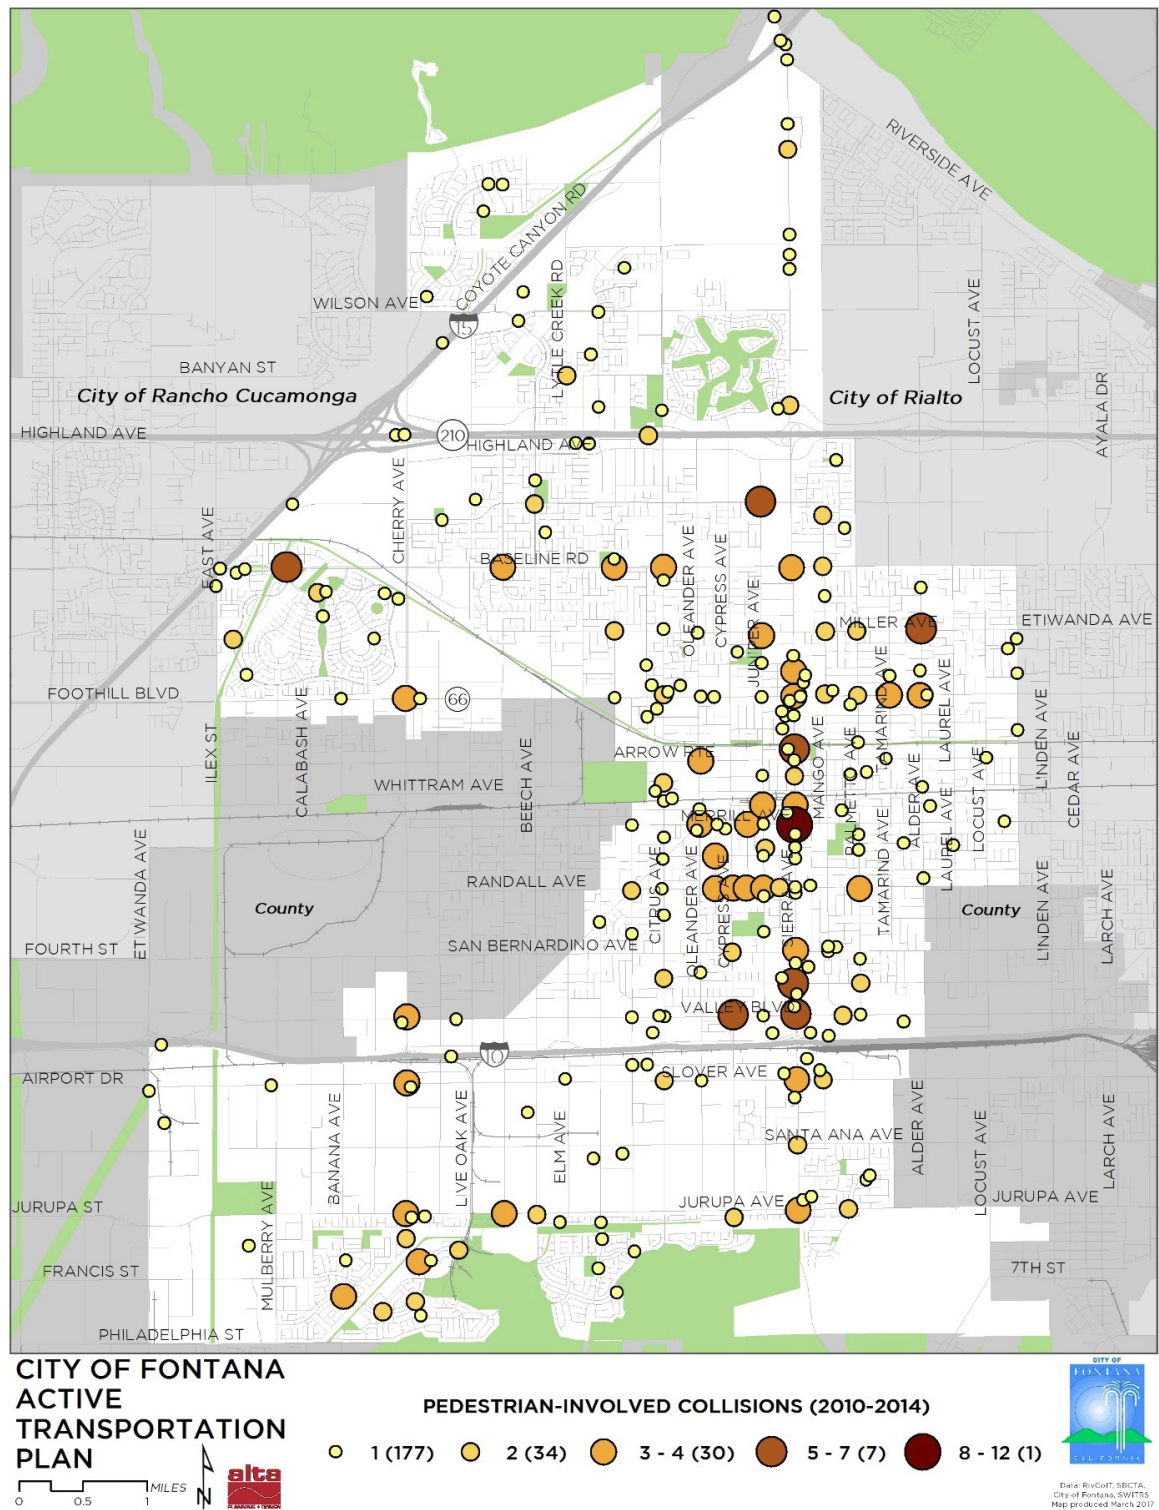 RIVERSIDE AVE
COYOTE CANYON RD
WILSON AVE
LYTLE CREEK RD
LOCUST AVE
15
BANYAN ST
AYALA DR
City of Rancho Cucamonga
City of Rialto
HIGHLAND AVE
210
HIGHLAND AVE
CHERRY AVE
EAST AVE
BASELINE RD
OLEANDER AVE
CYPRESS AVE
JUNIPER AVE
MILLER AVE
ETIWANDA AVE
FOOTHILL BLVD
66
TAMARIND AVE
LAUREL AVE
LINDEN AVE
ILEX ST
CALABASH AVE
BEECH AVE
ARROW RTE
MANGO AVE
PALMETTO AVE
ALDER AVE
LOCUST AVE
CEDAR AVE
WHITTRAM AVE
MERRILL AVE
ETIWANDA AVE
RANDALL AVE
CITRUS AVE
OLEANDER AVE
CYPRESS AVE
SIERRA AVE
TAMARIND AVE
LAUREL AVE
LINDEN AVE
LARCH AVE
County
County
FOURTH ST
SAN BERNARDINO AVE
VALLEY BLVD
10
AIRPORT DR
SLOVER AVE
BANANA AVE
LIVE OAK AVE
ELM AVE
SANTA ANA AVE
ALDER AVE
LOCUST AVE
LARCH AVE
JURUPA ST
MULBERRY AVE
JURUPA AVE
JURUPA AVE
FRANCIS ST
7TH ST
PHILADELPHIA ST
CITY OF FONTANA
ACTIVE
TRANSPORTATION
PLAN
0 0.5 1 MILES
N
alta
PLANNING + DESIGN
PEDESTRIAN-INVOLVED COLLISIONS (2010-2014)
1 (177) 2 (34) 3 - 4 (30) 5 - 7 (7) 8 - 12 (1)
CITY OF
FONTANA
CALIFORNIA
Data: RivCoIT, SBCTA,
City of Fontana, SWITRS
Map produced March 2017